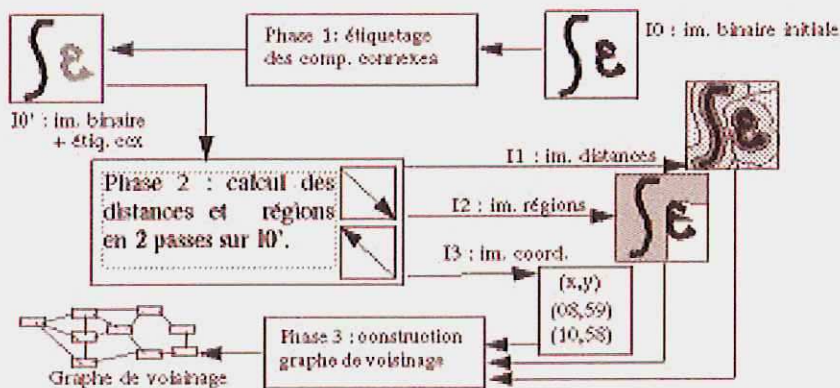 Phase 1: étiquetage
des comp. connexes
I0 : im. binaire initiale
I0' : im. binaire
+ étiq. ccx
I1 : im. distances
Phase 2 : calcul des
distances et régions
en 2 passes sur I0'.
I2 : im. régions
I3 : im. coord.
(x,y)
(08,59)
(10,58)
Phase 3 : construction
graphe de voisinage
Graphe de voisinage